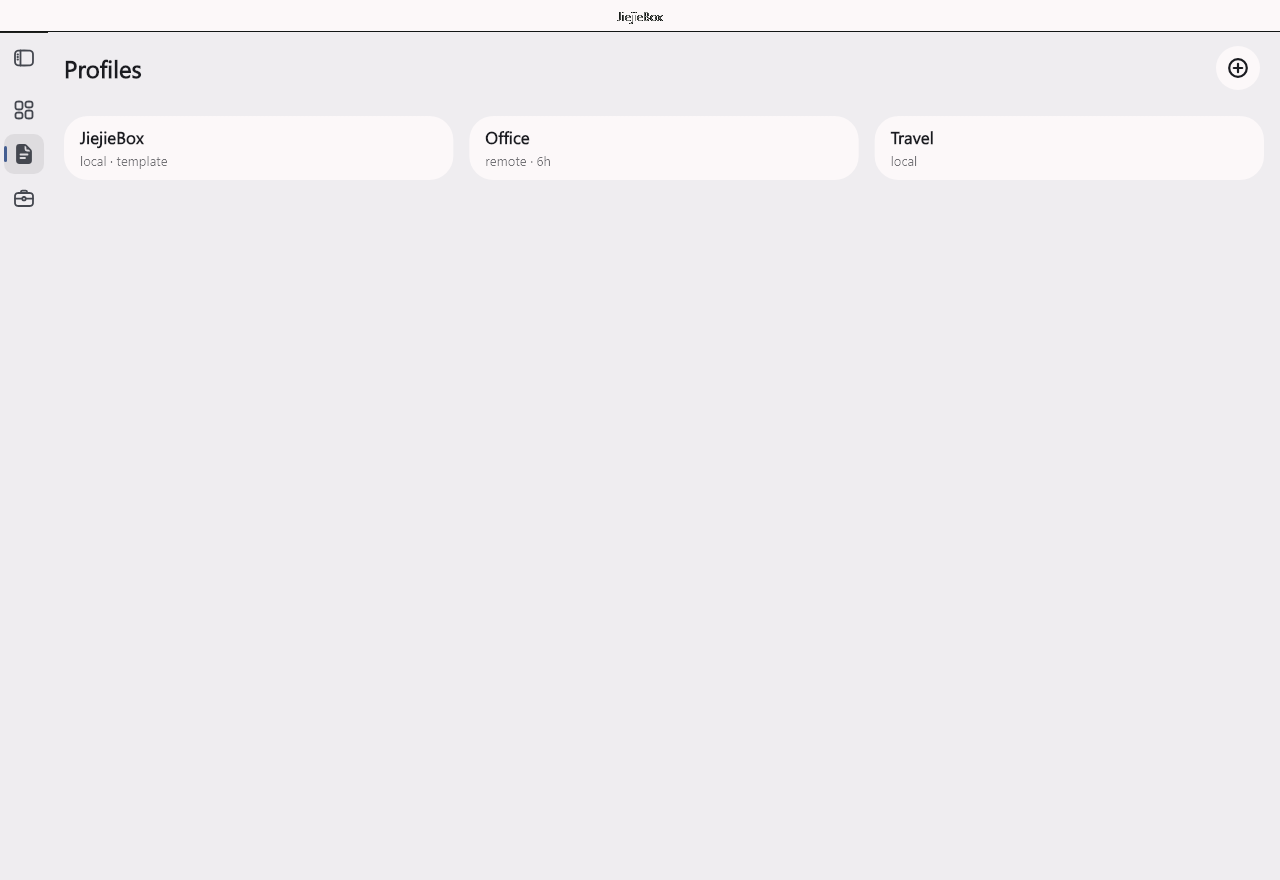 JiejieBox
Profiles
JiejieBox
local · template
Office
remote · 6h
Travel
local